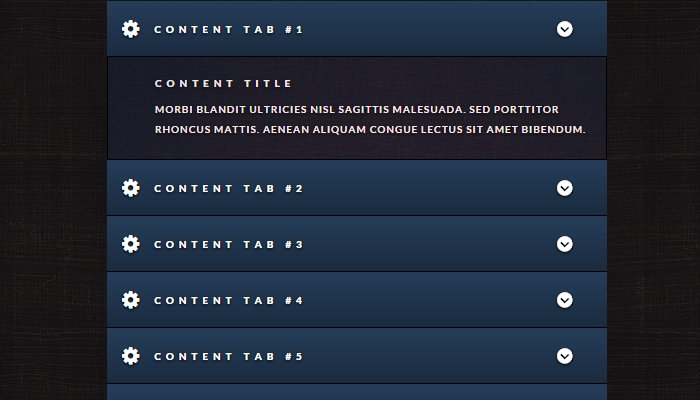 CONTENT TAB #1
CONTENT TITLE
MORBI BLANDIT ULTRICIES NISL SAGITTIS MALESUADA. SED PORTTITOR
RHONCUS MATTIS. AENEAN ALIQUAM CONGUE LECTUS SIT AMET BIBENDUM.
CONTENT TAB #2
CONTENT TAB #3
CONTENT TAB #4
CONTENT TAB #5